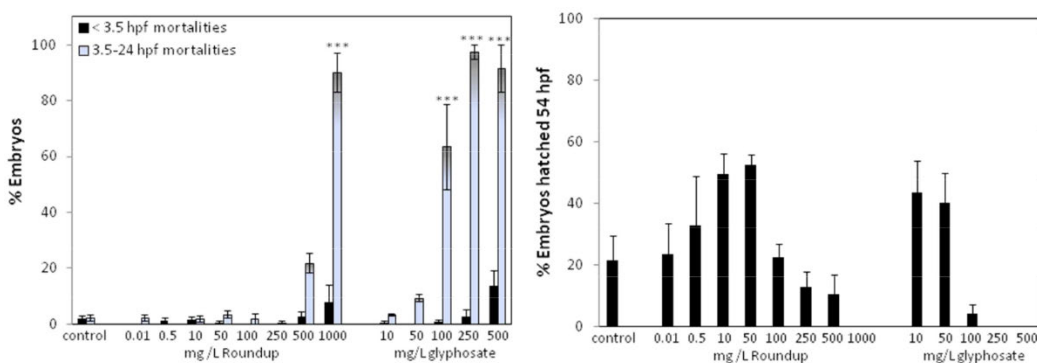 < 3.5 hpf mortalities
3.5-24 hpf mortalities
% Embryos
100
80
60
40
20
0
***
***
***
***
control 0.01 0.5 10 50 100 250 500 1000 10 50 100 250 500
mg /L Roundup mg/L glyphosate
% Embryos hatched 54 hpf
100
80
60
40
20
0
control 0.01 0.5 10 50 100 250 500 1000 10 50 100 250 500
mg/L Roundup mg/L glyphosate